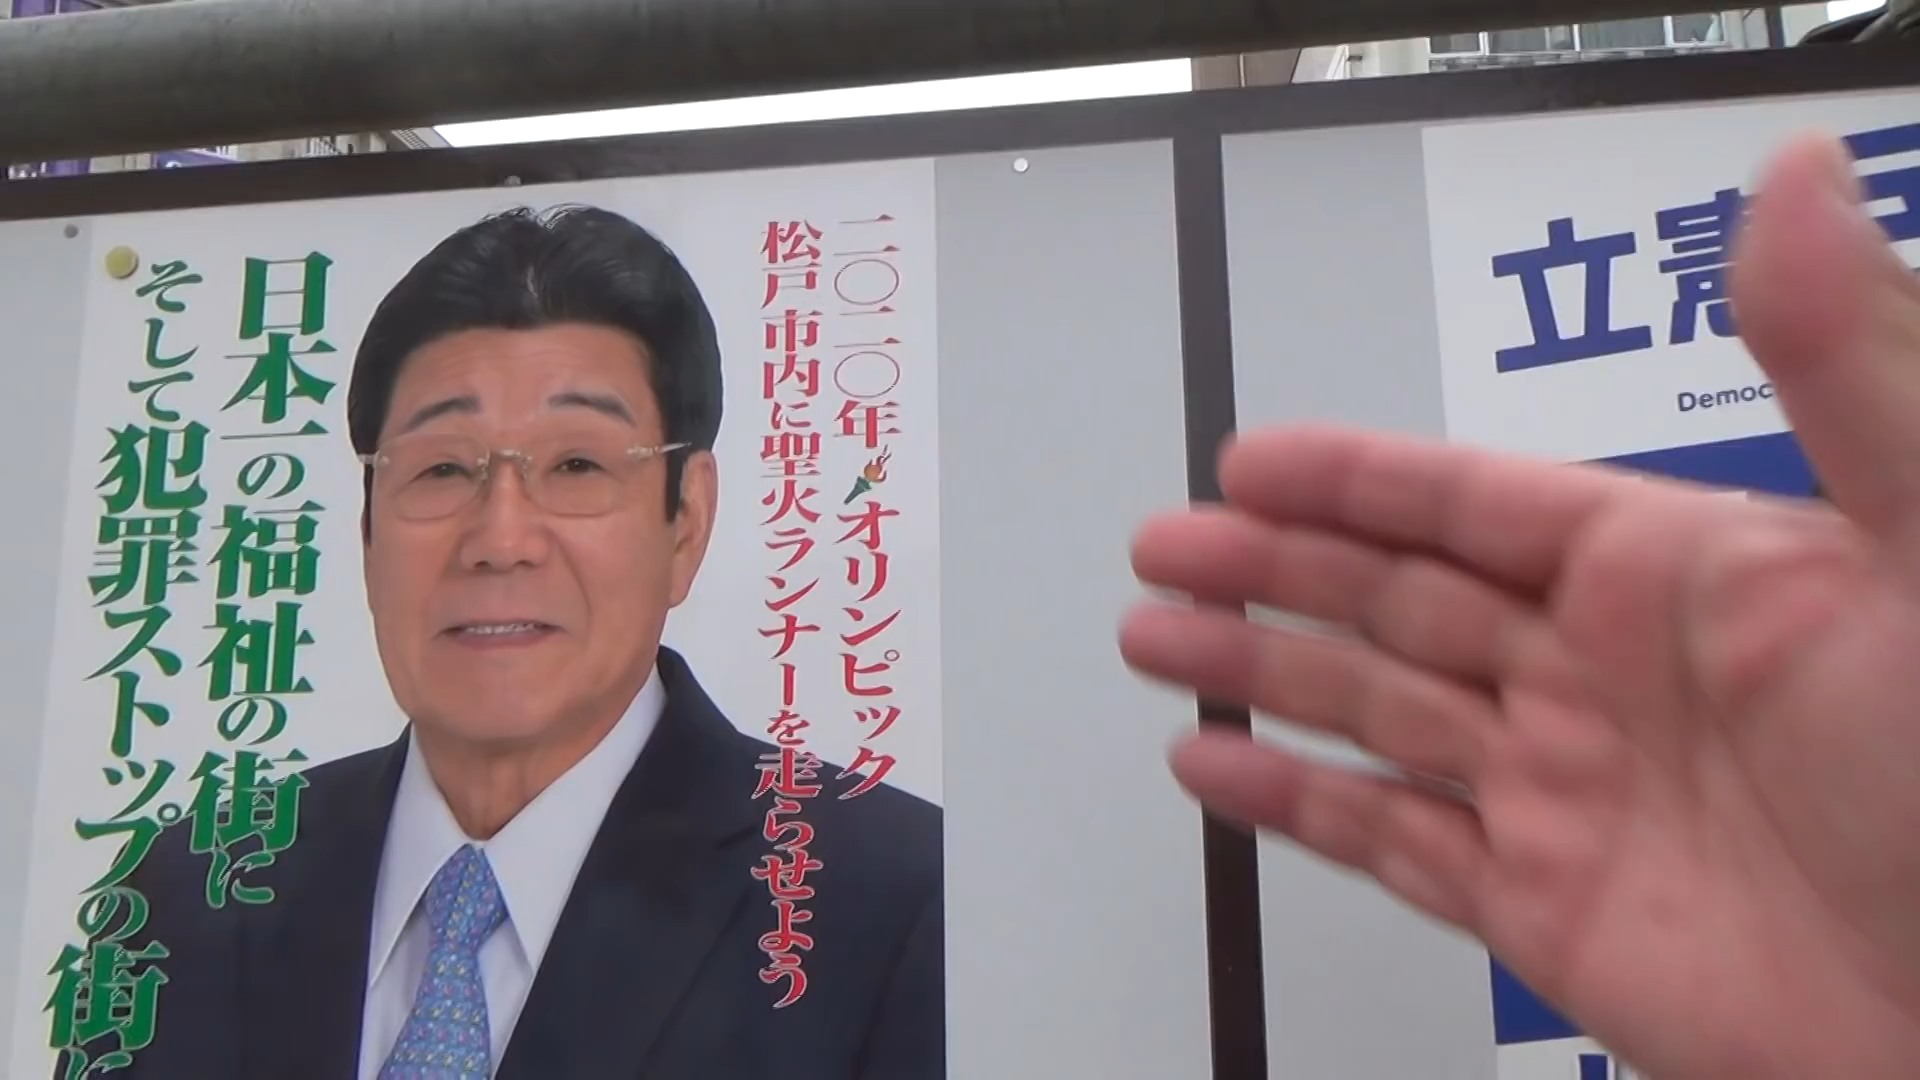 二〇二〇年オリンピック
松戸市内に聖火ランナーを走らせよう
日本一の福祉の街に
そして犯罪ストップの街に
立憲
Democ